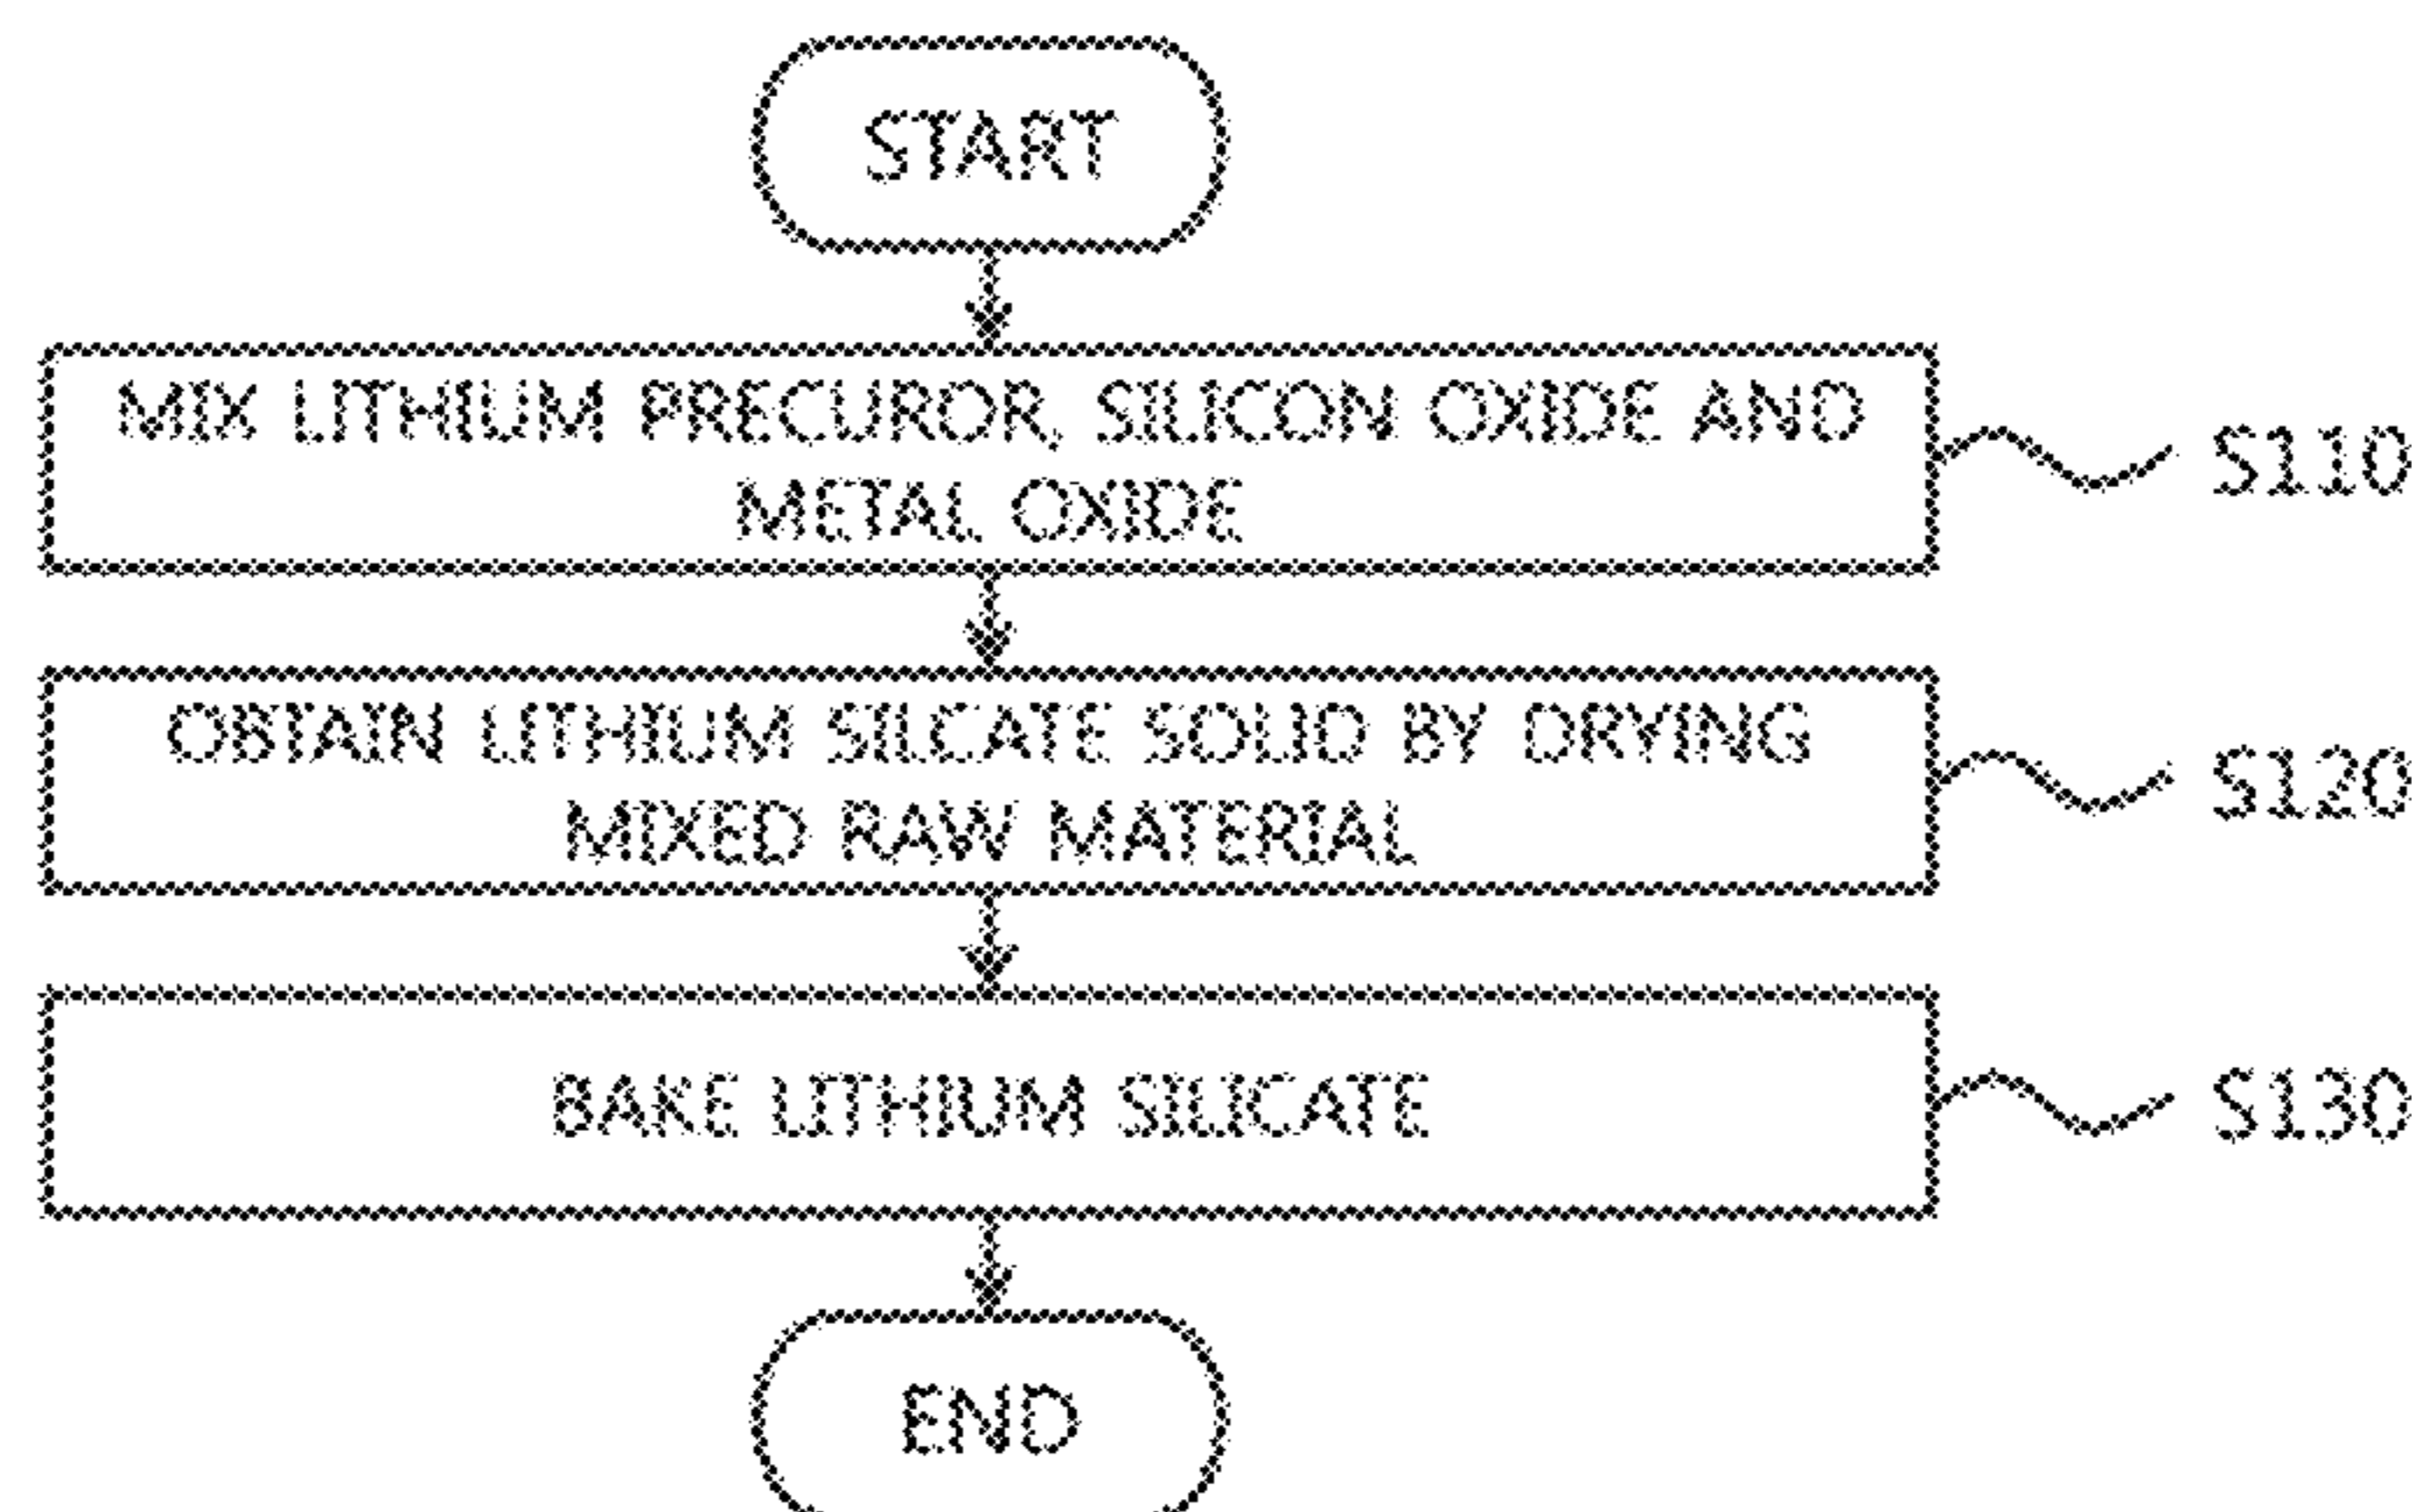 START
MIX LITHIUM PRECUROR, SILICON OXIDE AND
METAL OXIDE
S110
OBTAIN LITHIUM SILCATE SOLID BY DRYING
MIXED RAW MATERIAL
S120
BAKE LITHIUM SILICATE
S130
END